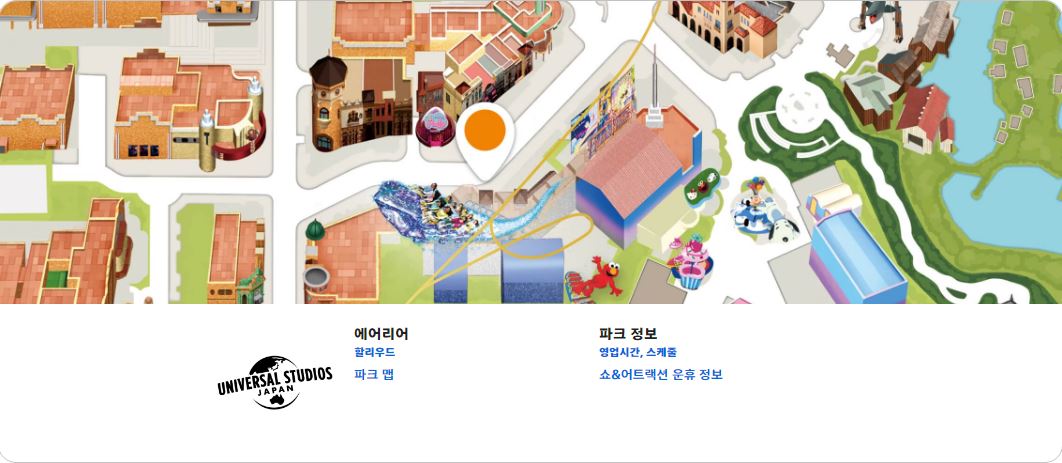 에어리어
할리우드
파크 맵
파크 정보
영업시간, 스케줄
쇼&어트랙션 운휴 정보
UNIVERSAL STUDIOS
JAPAN